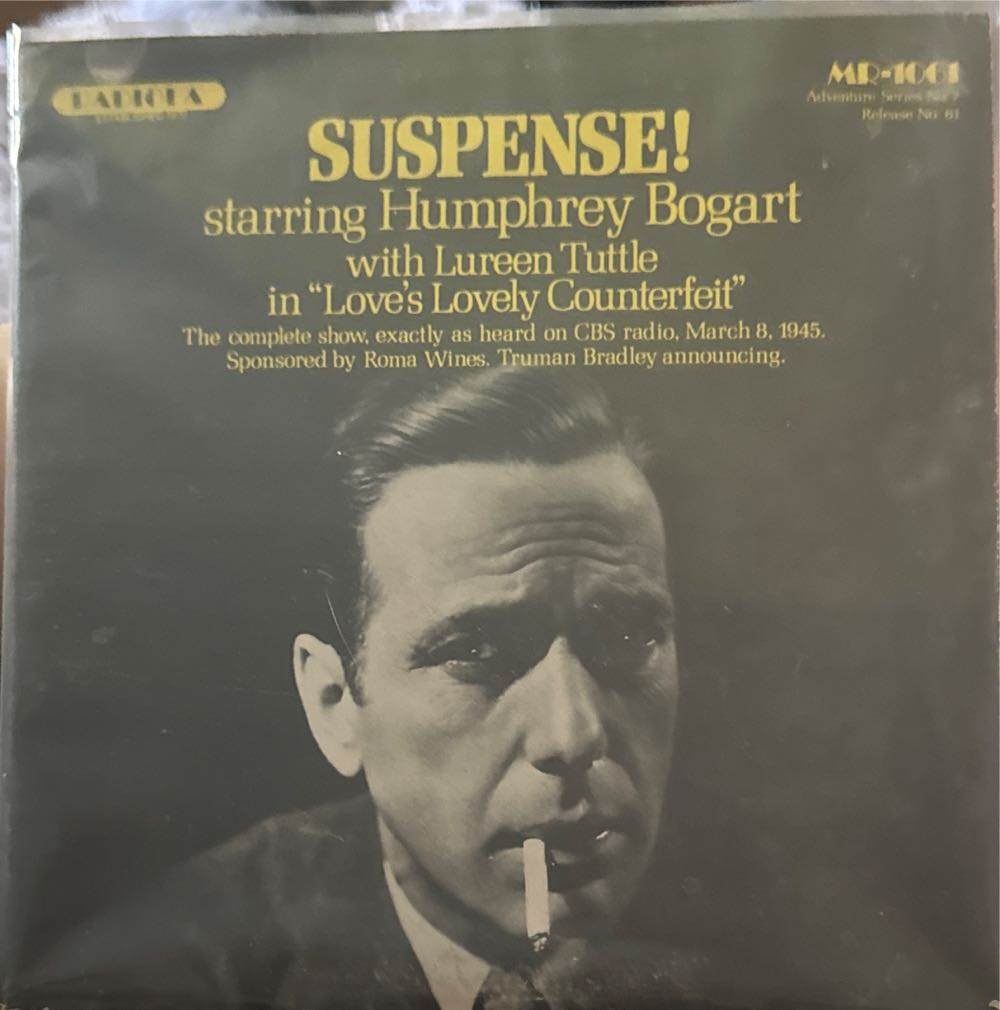 RADIOLA
MR-1061
Adventure Series No 7
Release No 61
SUSPENSE!
starring Humphrey Bogart
with Lureen Tuttle
in “Love’s Lovely Counterfeit”
The complete show, exactly as heard on CBS radio, March 8, 1945.
Sponsored by Roma Wines. Truman Bradley announcing.